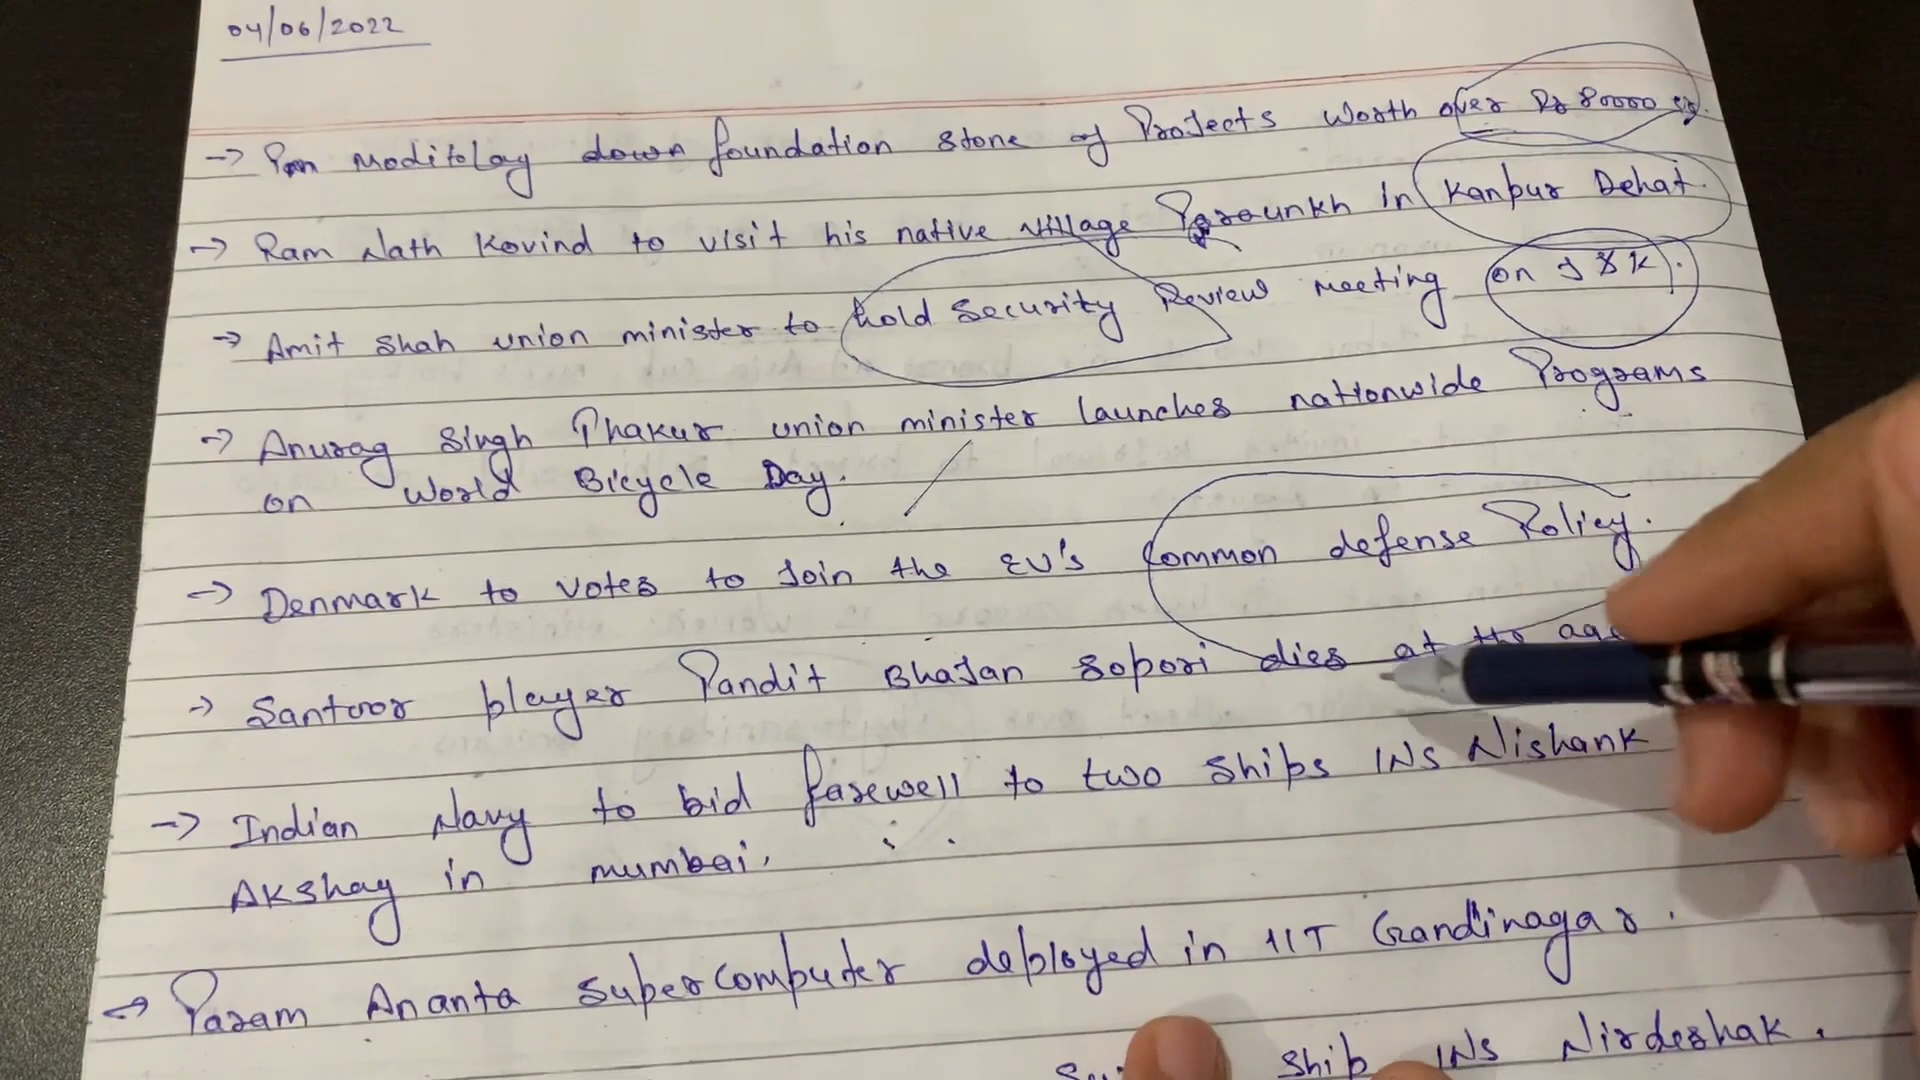 04/06/2022
-> Pm Modi to Lay down foundation stone of Projects worth over Rs 80000 cr.
-> Ram Nath Kovind to visit his native village Paraunkh in Kanpur Dehat.
-> Amit Shah union minister to hold Security Review Meeting on J & K.
-> Anurag Singh Thakur union minister launches nationwide Programs
on World Bicycle Day.
-> Denmark to votes to Join the EU's Common defense Policy.
-> Santoor player Pandit Bhajan Sopori dies at the age
-> Indian Navy to bid farewell to two ships INS Nishank
Akshay in mumbai.
-> Param Ananta Supercomputer deployed in IIT Gandinagar.
ship INS Nirdeshak.